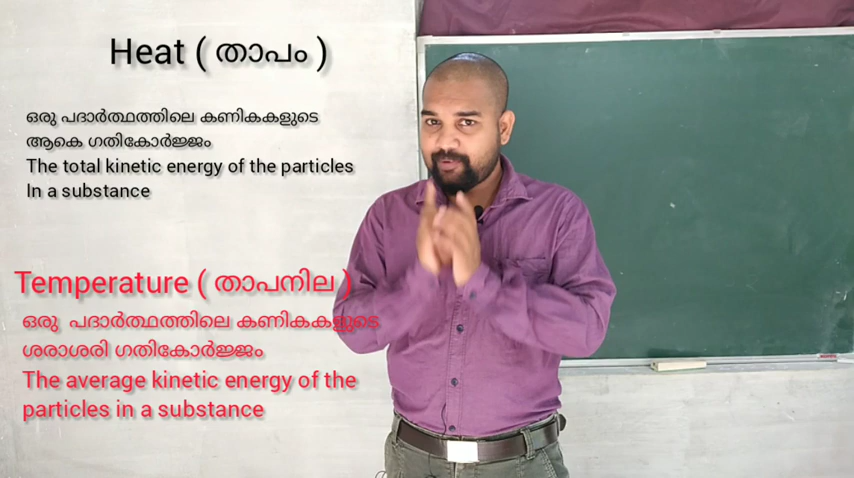 Heat ( താപം )
ഒരു പദാർത്ഥത്തിലെ കണികകളുടെ
ആകെ ഗതികോർജ്ജം
The total kinetic energy of the particles
In a substance
Temperature ( താപനില )
ഒരു പദാർത്ഥത്തിലെ കണികകളുടെ
ശരാശരി ഗതികോർജ്ജം
The average kinetic energy of the
particles in a substance